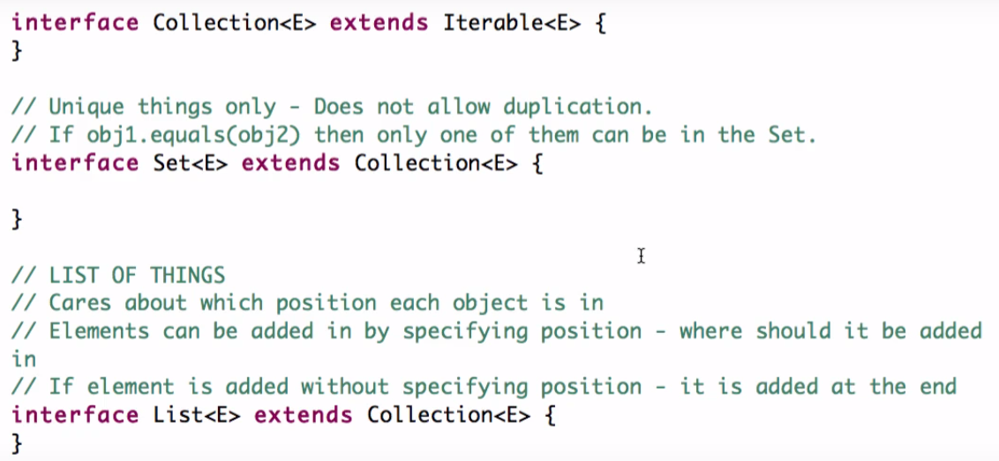 interface Collection<E> extends Iterable<E> {
}
// Unique things only - Does not allow duplication.
// If obj1.equals(obj2) then only one of them can be in the Set.
interface Set<E> extends Collection<E> {
}
// LIST OF THINGS
// Cares about which position each object is in
// Elements can be added in by specifying position - where should it be added
in
// If element is added without specifying position - it is added at the end
interface List<E> extends Collection<E> {
}